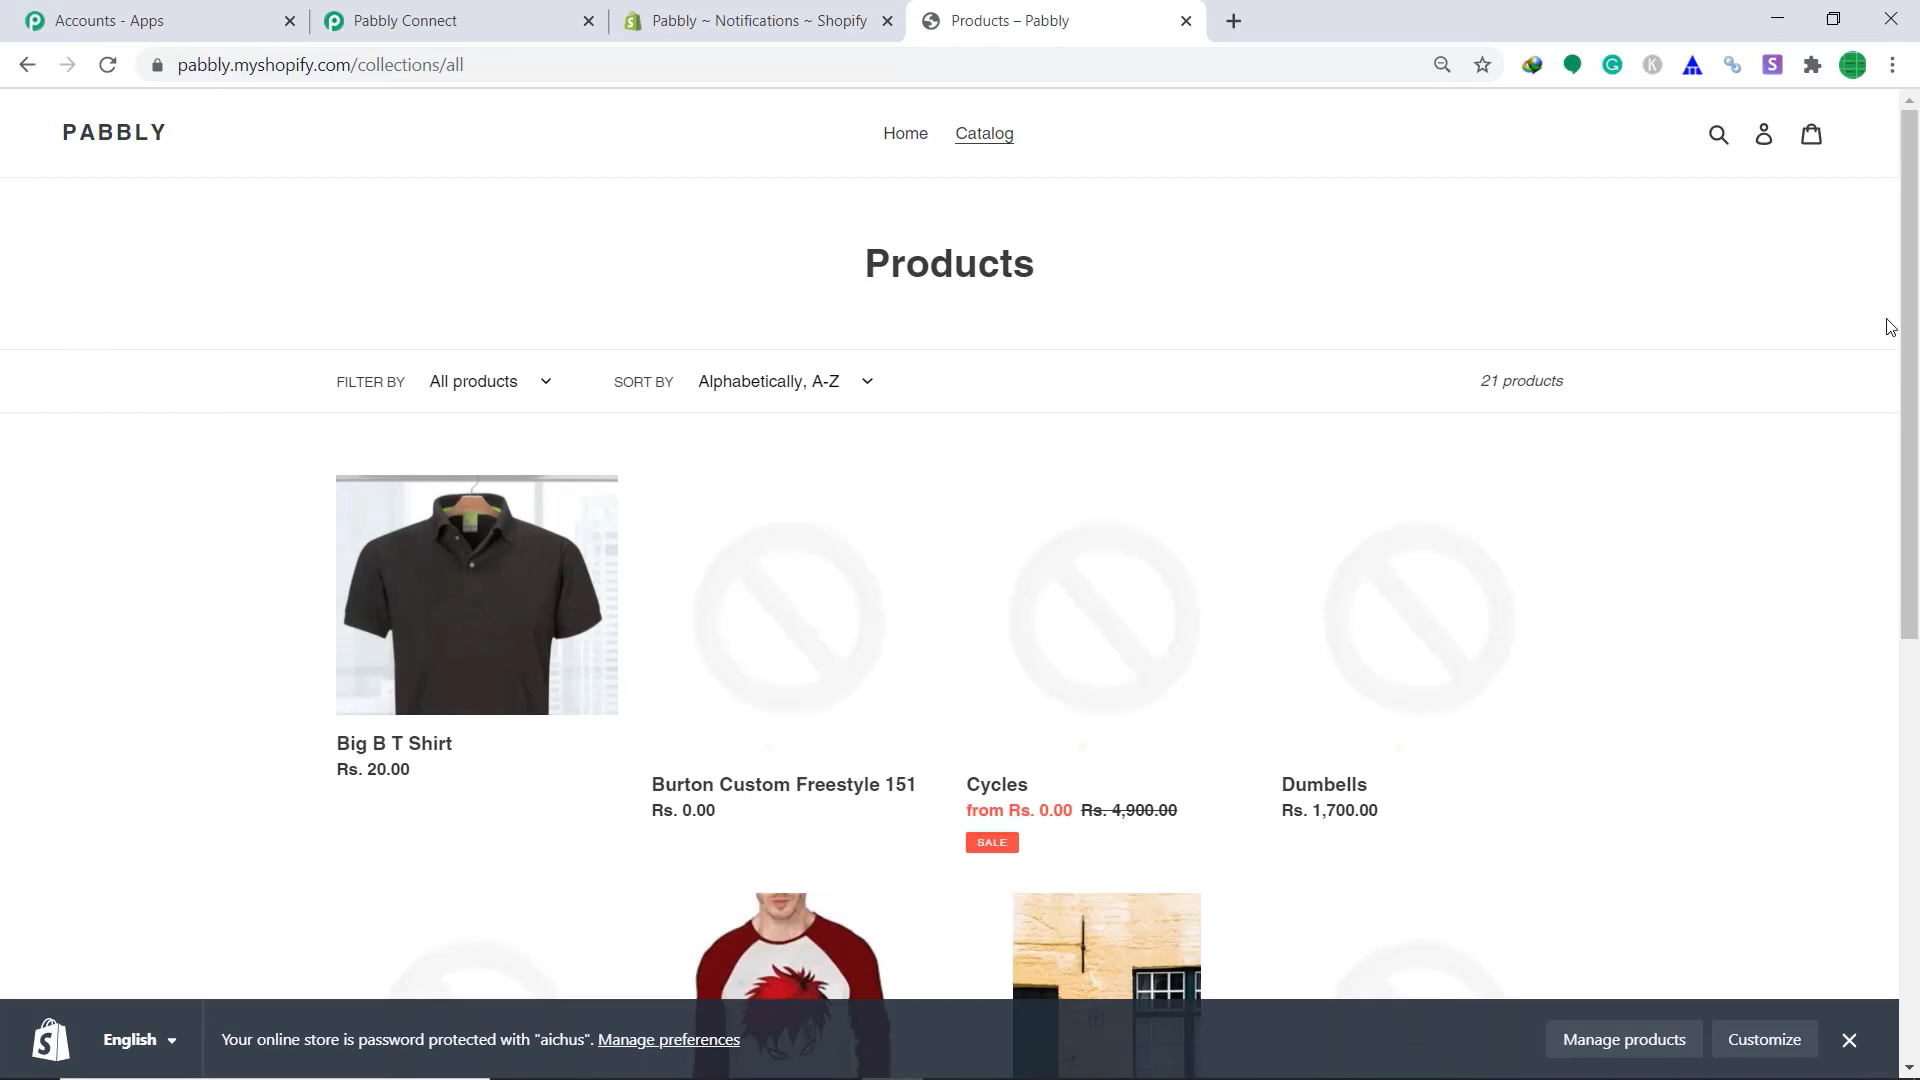 Accounts - Apps
Pabbly Connect
Pabbly ~ Notifications ~ Shopify
Products – Pabbly
pabbly.myshopify.com/collections/all
PABBLY
Home
Catalog
Products
FILTER BY All products
SORT BY Alphabetically, A-Z
21 products
Big B T Shirt
Rs. 20.00
Burton Custom Freestyle 151
Rs. 0.00
Cycles
from Rs. 0.00 Rs. 4,900.00
SALE
Dumbells
Rs. 1,700.00
English
Your online store is password protected with "aichus". Manage preferences
Manage products
Customize